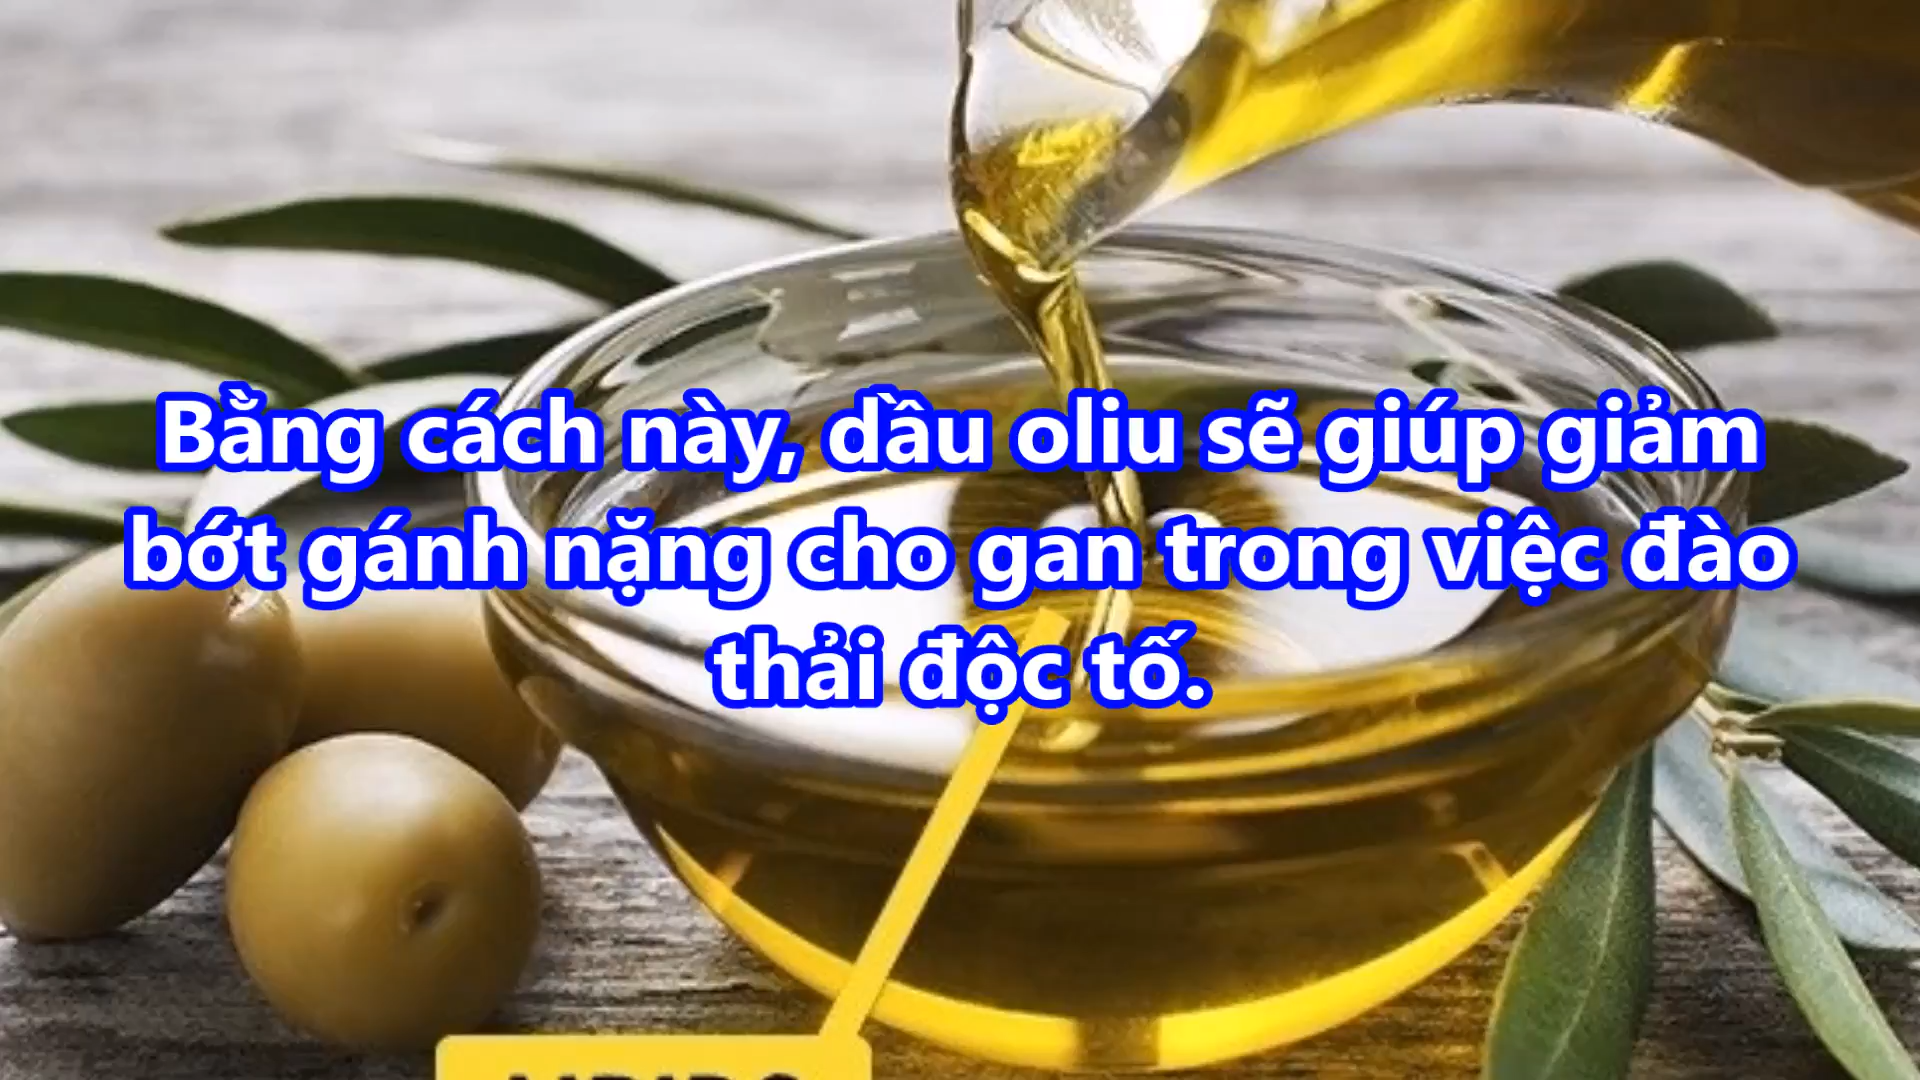 Bằng cách này, dầu oliu sẽ giúp giảm
bớt gánh nặng cho gan trong việc đào
thải độc tố.